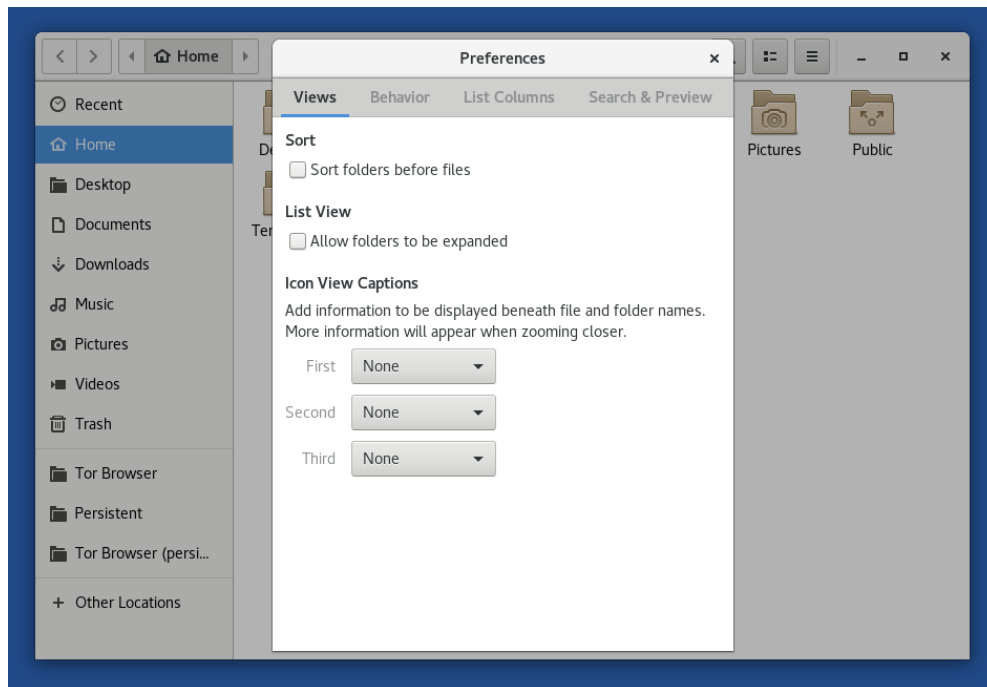 Home
Preferences
Recent
Home
Desktop
Documents
Downloads
Music
Pictures
Videos
Trash
Tor Browser
Persistent
Tor Browser (persi...
Other Locations
Views Behavior List Columns Search & Preview
Sort
Sort folders before files
List View
Allow folders to be expanded
Icon View Captions
Add information to be displayed beneath file and folder names.
More information will appear when zooming closer.
First None
Second None
Third None
Pictures Public